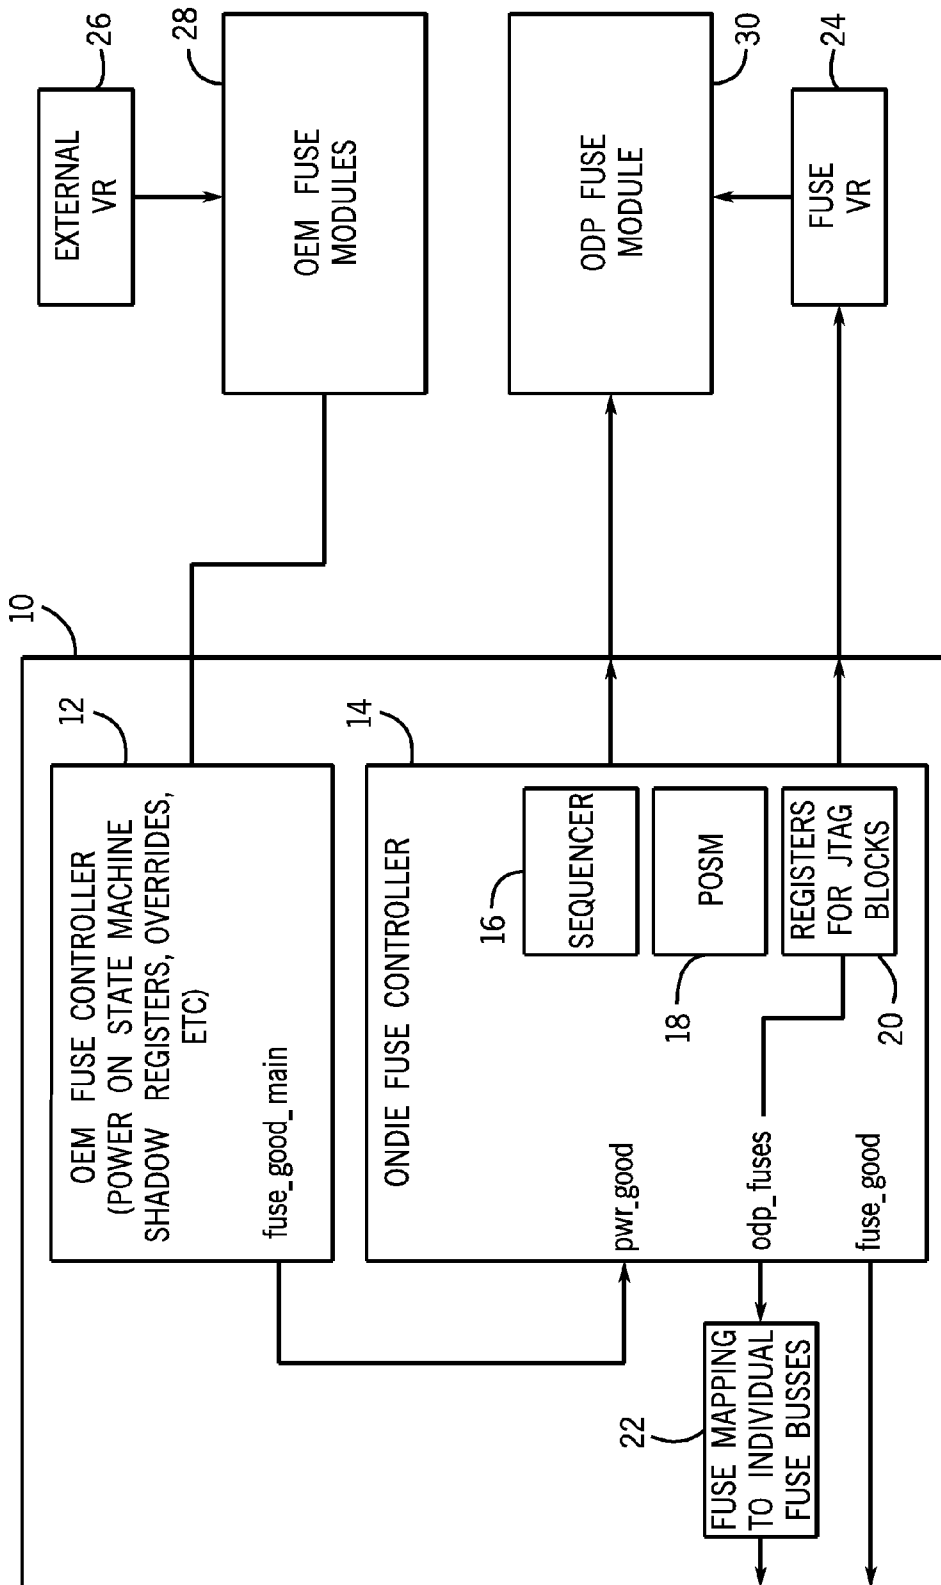 10
12
OEM FUSE CONTROLLER
(POWER ON STATE MACHINE
SHADOW REGISTERS, OVERRIDES,
ETC)
fuse_good_main
14
ONDIE FUSE CONTROLLER
16
SEQUENCER
18
POSM
20
REGISTERS
FOR JTAG
BLOCKS
pwr_good
odp_fuses
fuse_good
22
FUSE MAPPING
TO INDIVIDUAL
FUSE BUSSES
26
EXTERNAL
VR
28
OEM FUSE
MODULES
30
ODP FUSE
MODULE
24
FUSE
VR